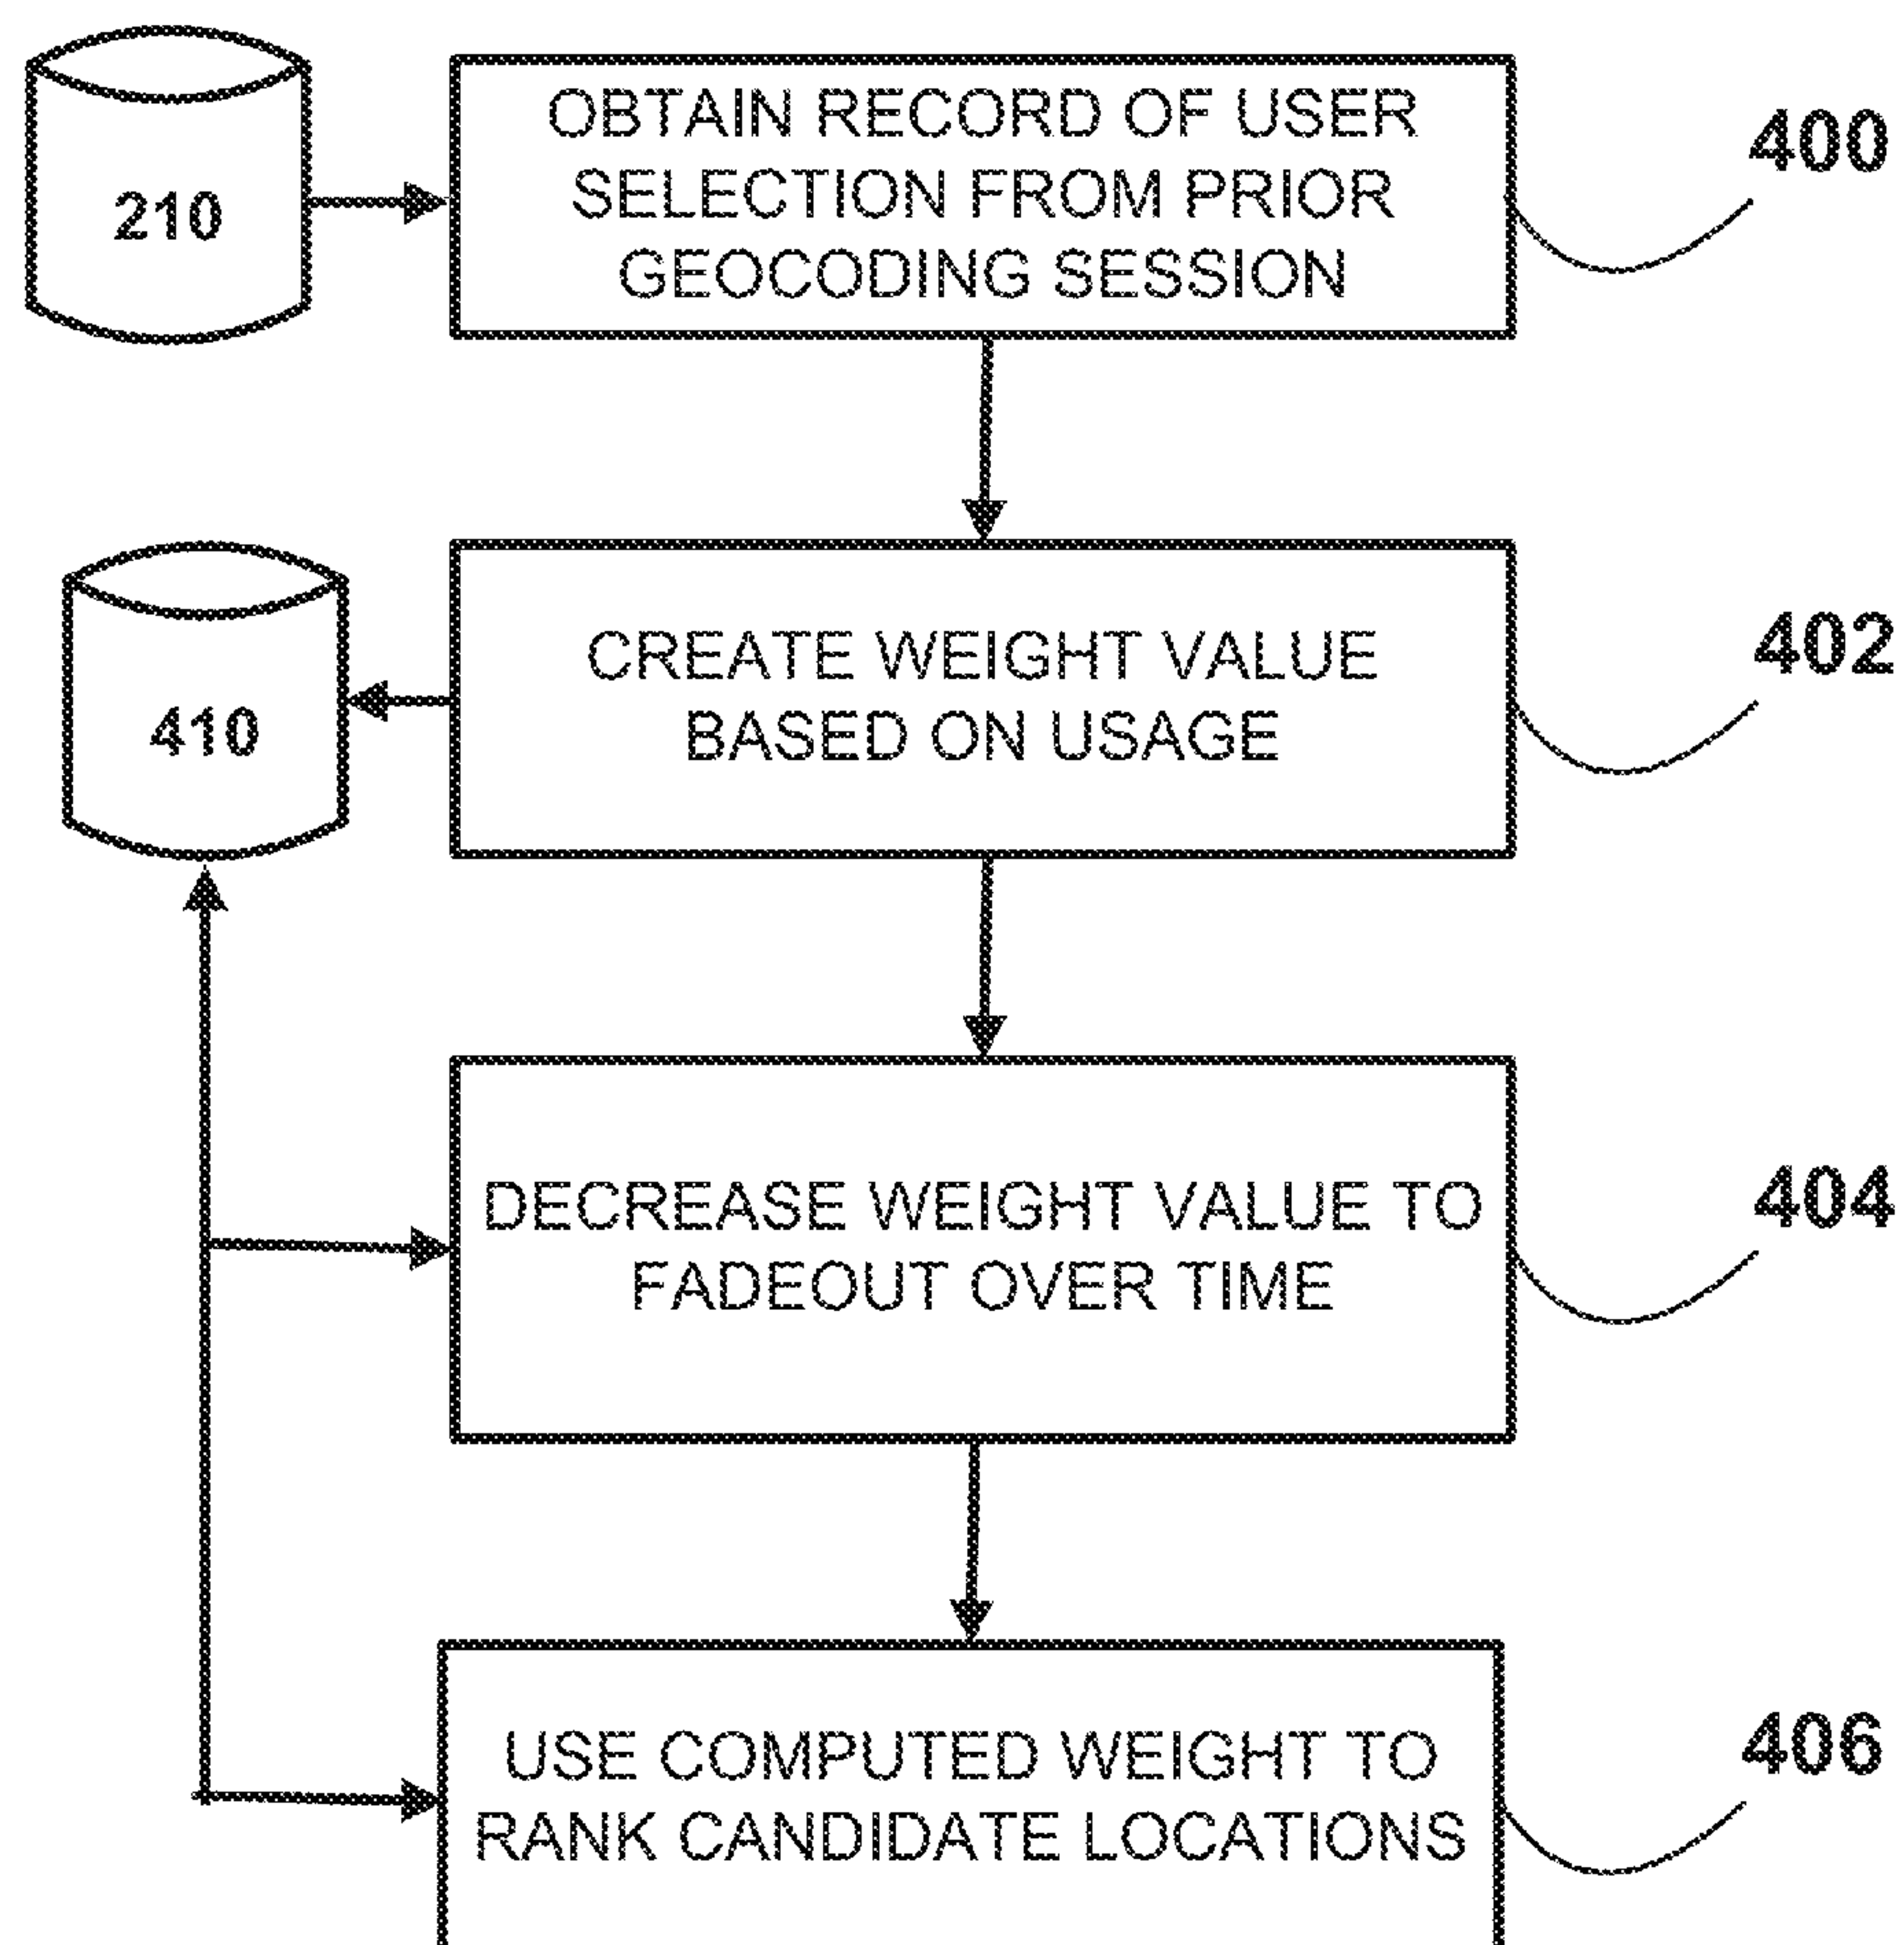 210
OBTAIN RECORD OF USER
SELECTION FROM PRIOR
GEOCODING SESSION
400
410
CREATE WEIGHT VALUE
BASED ON USAGE
402
DECREASE WEIGHT VALUE TO
FADEOUT OVER TIME
404
USE COMPUTED WEIGHT TO
RANK CANDIDATE LOCATIONS
406